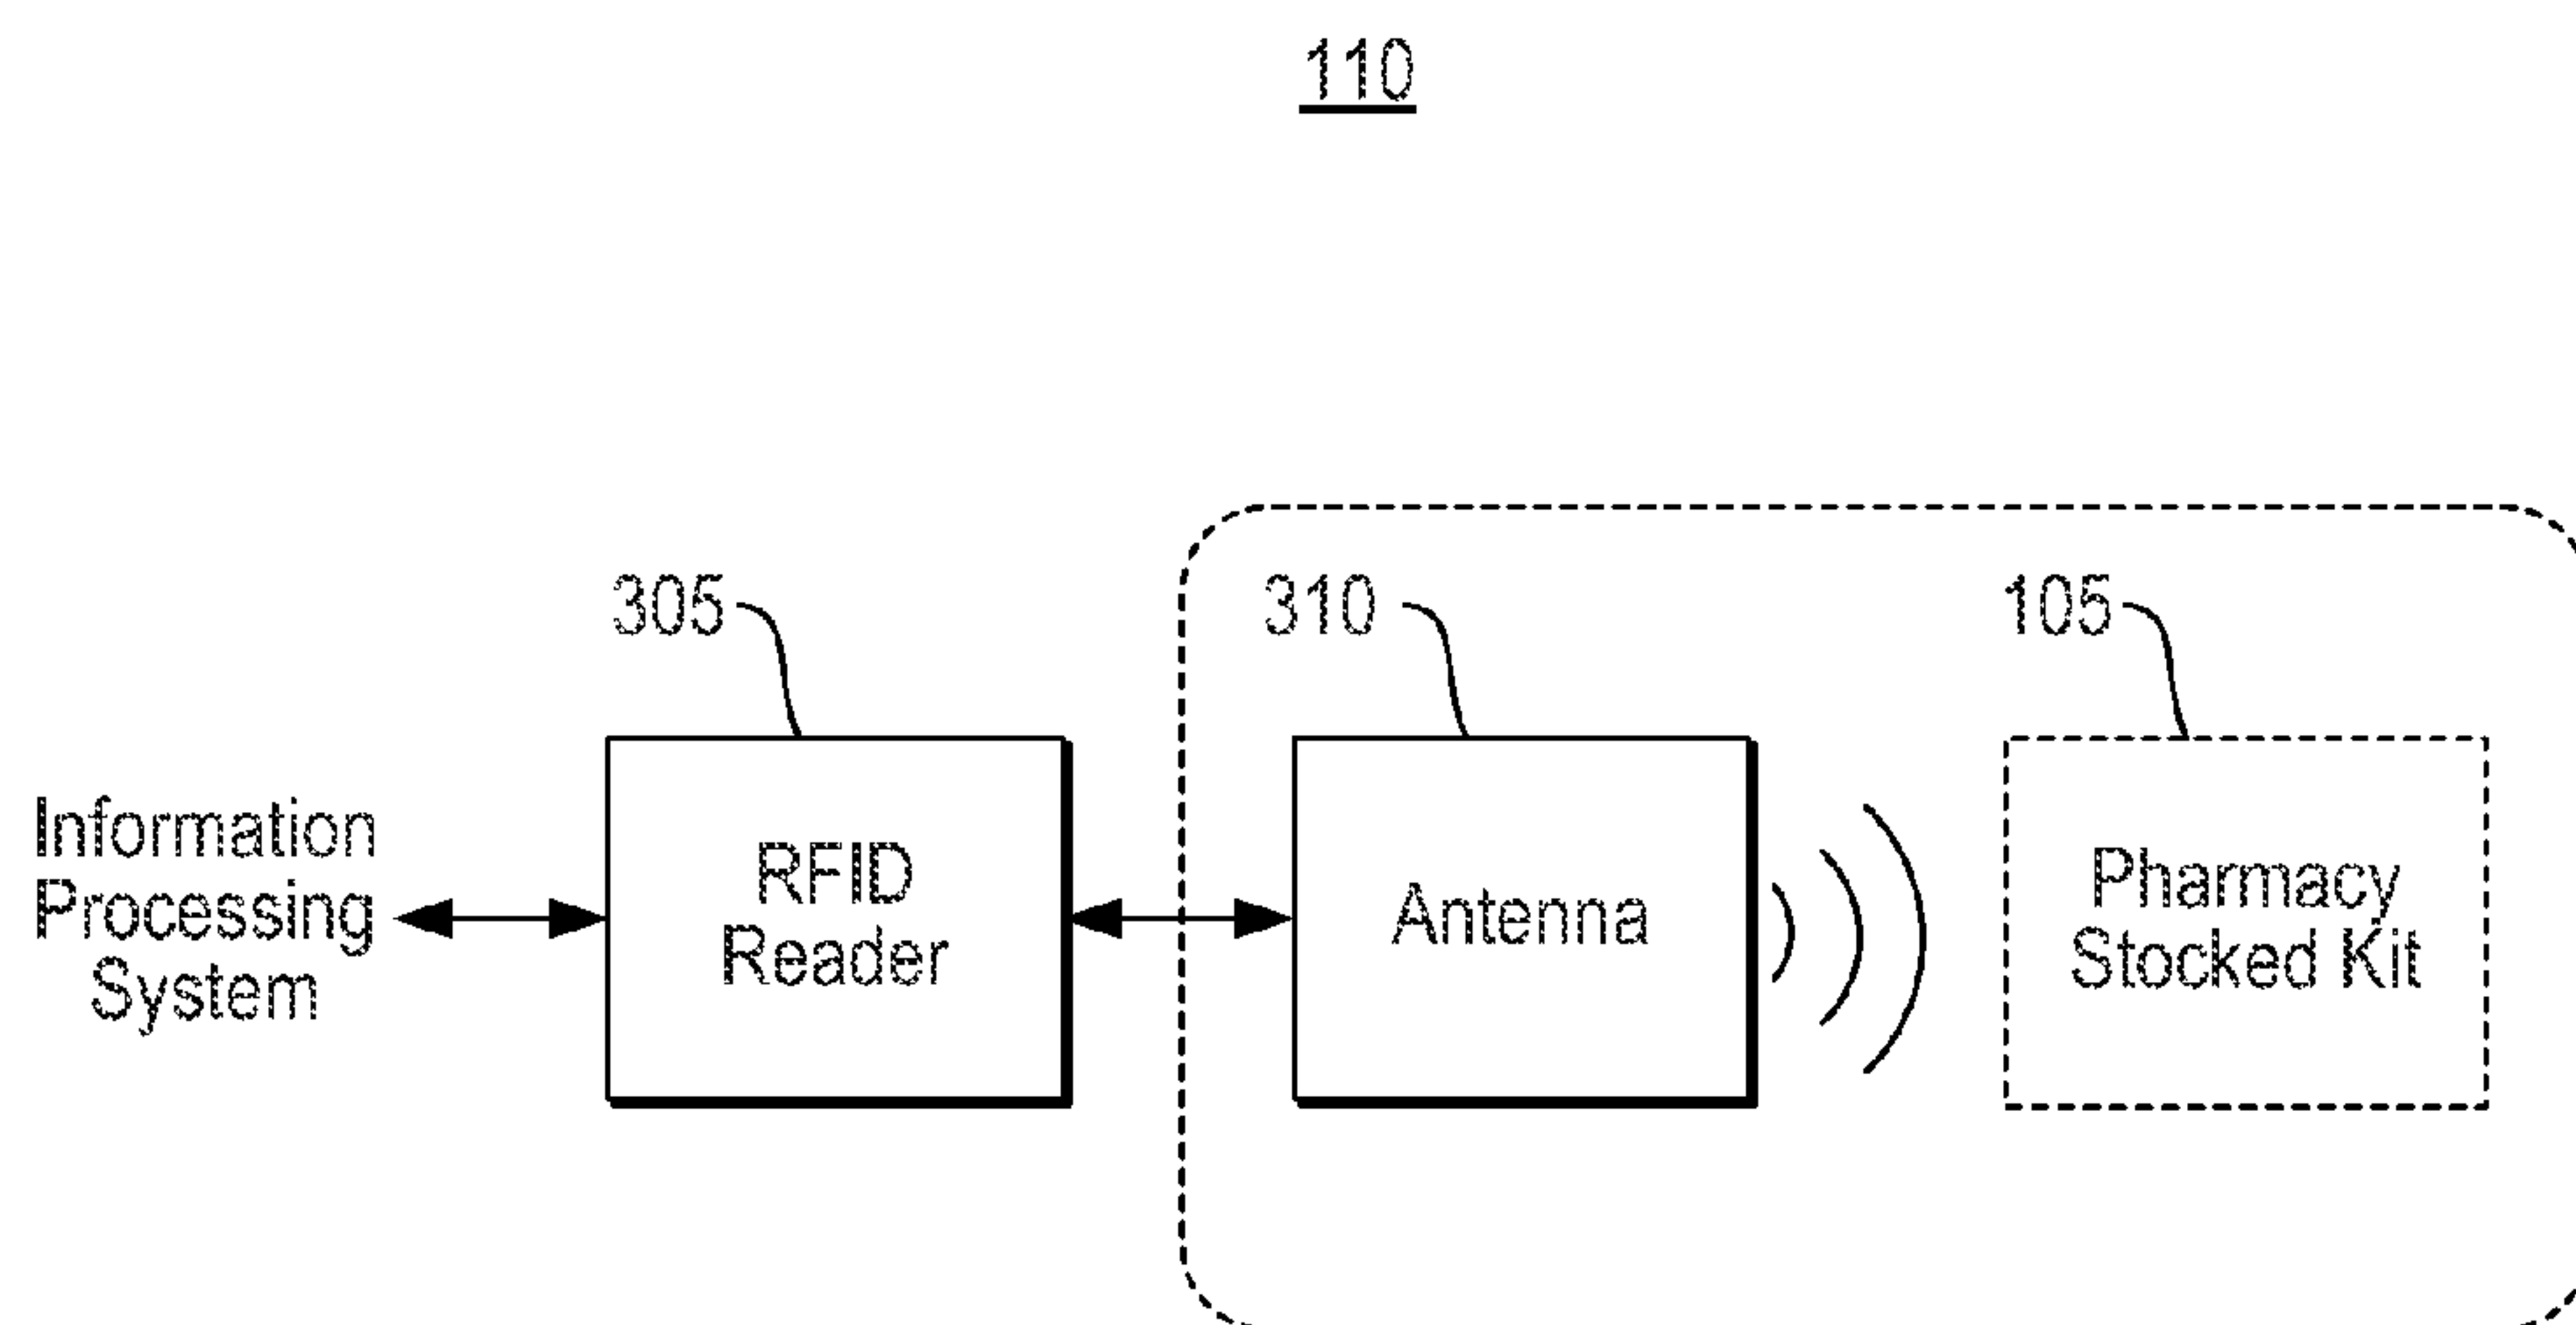 110
305
310
105
Information
Processing
System
RFID
Reader
Antenna
Pharmacy
Stocked Kit